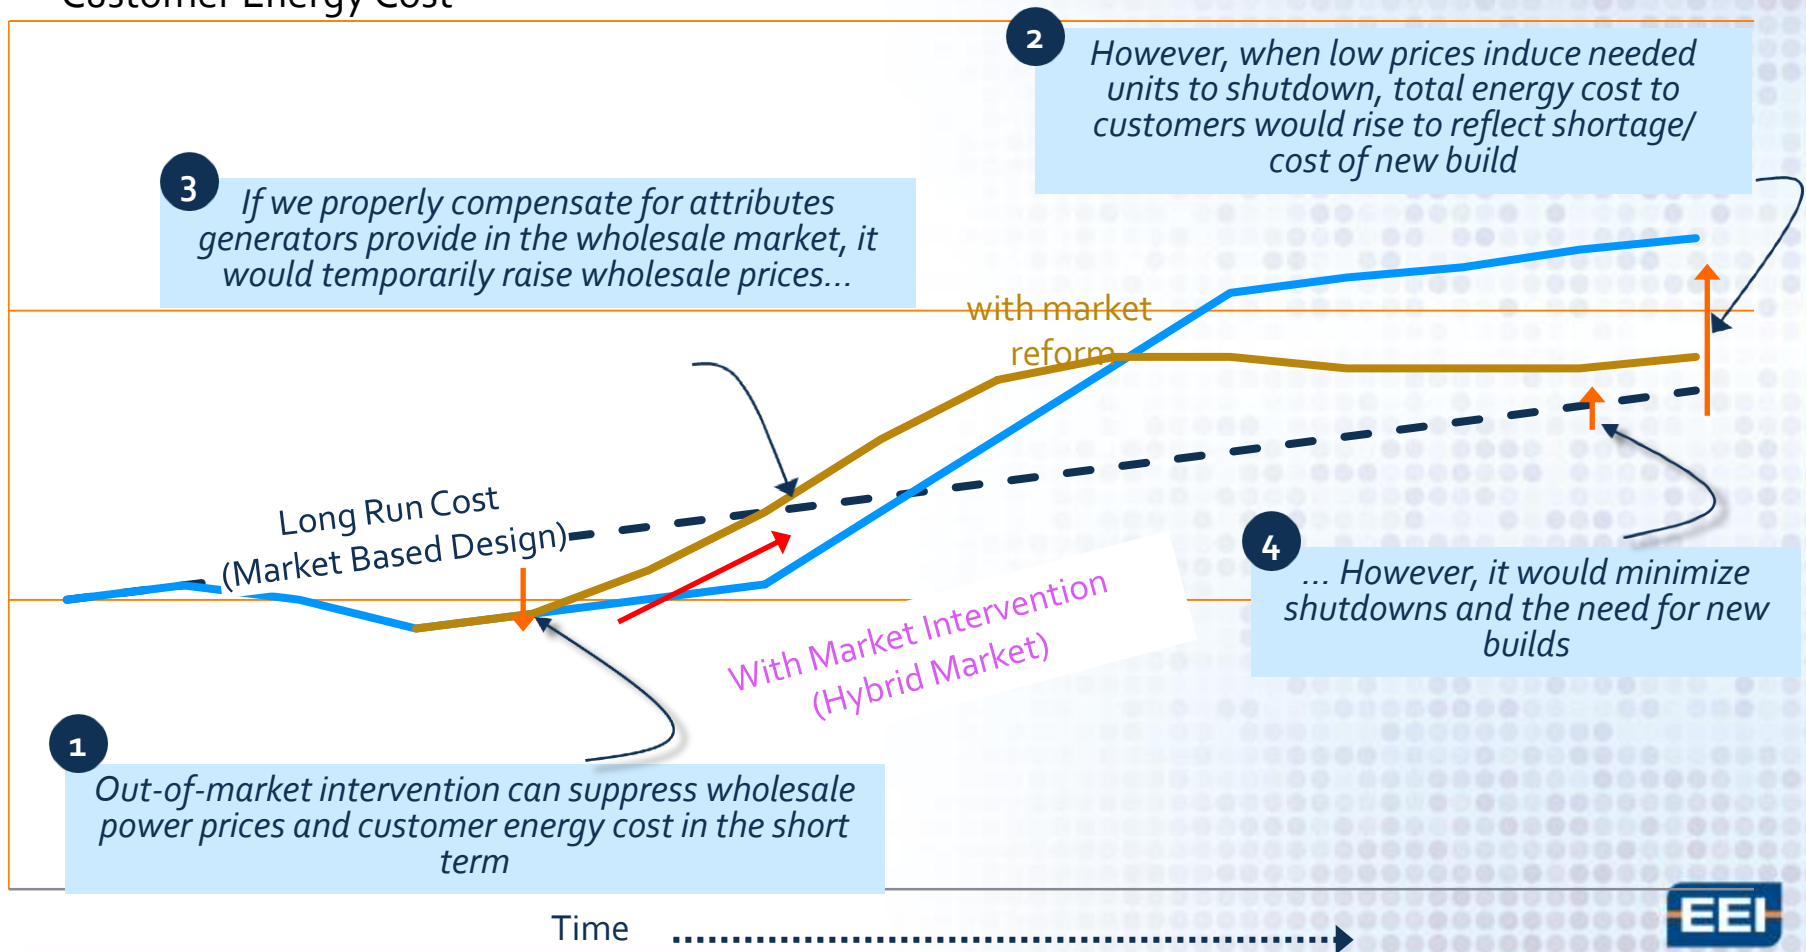 Customer Energy Cost
2
However, when low prices induce needed
units to shutdown, total energy cost to
customers would rise to reflect shortage/
cost of new build
3
If we properly compensate for attributes
generators provide in the wholesale market, it
would temporarily raise wholesale prices...
with market
reform
Long Run Cost
(Market Based Design)
With Market Intervention
(Hybrid Market)
4
... However, it would minimize
shutdowns and the need for new
builds
1
Out-of-market intervention can suppress wholesale
power prices and customer energy cost in the short
term
Time
EEI